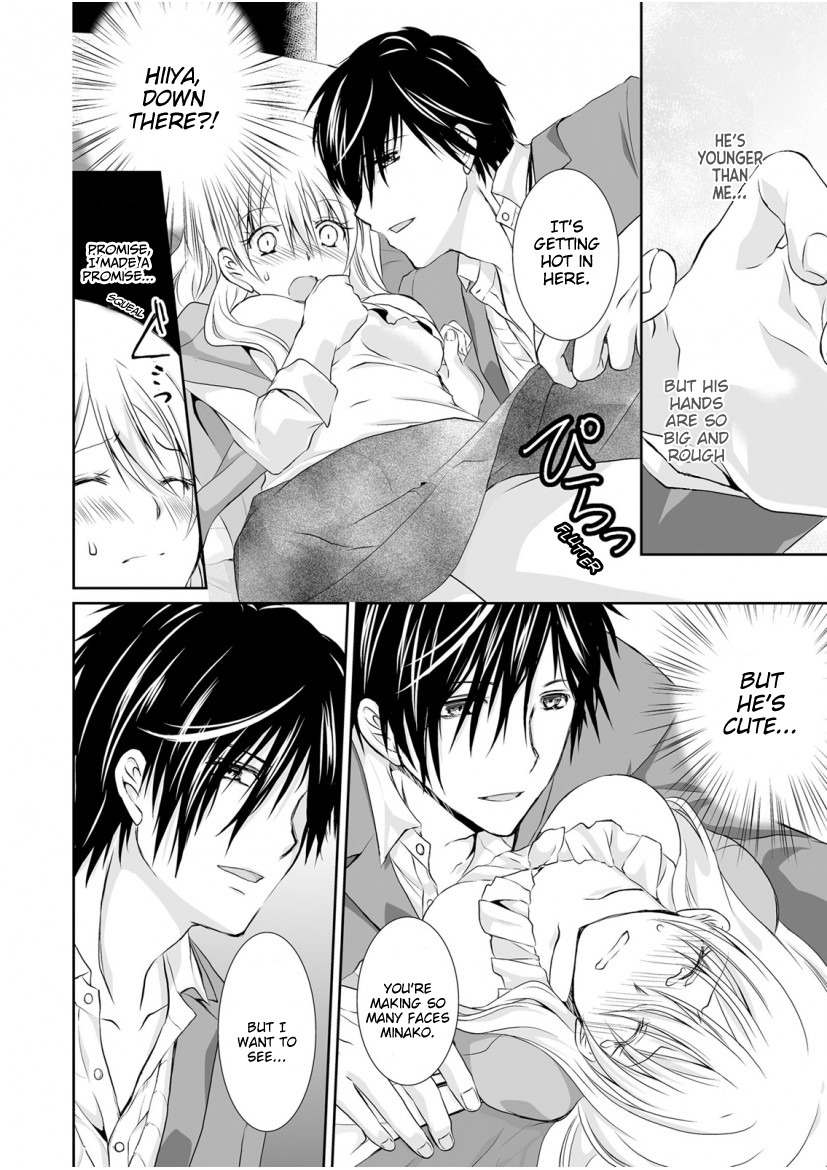 HE'S
YOUNGER
THAN
ME...
BUT HIS
HANDS
ARE SO
BIG AND
ROUGH
IT'S
GETTING
HOT IN
HERE.
HIIYA,
DOWN
THERE?!
ぴらっ
FLUTTER
PROMISE,
I MADE A
PROMISE...
SQUEAL
BUT
HE'S
CUTE...
YOU'RE
MAKING SO
MANY FACES
MINAKO.
BUT I
WANT TO
SEE...